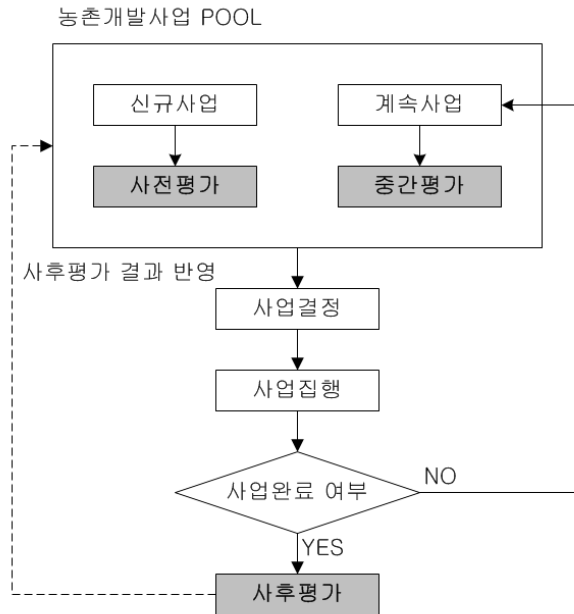 농촌개발사업 POOL
신규사업
계속사업
사전평가
중간평가
사후평가 결과 반영
사업결정
사업집행
사업완료 여부
NO
YES
사후평가